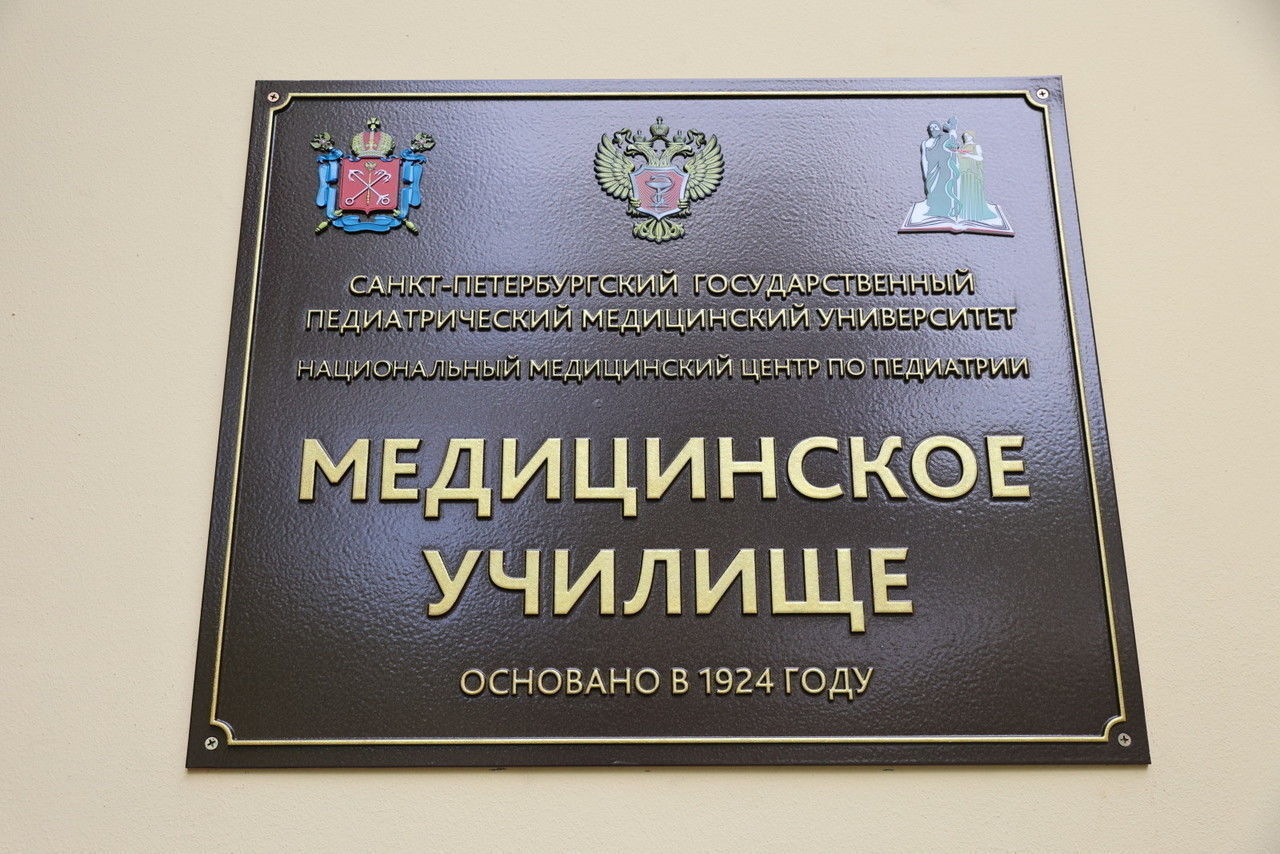 САНКТ-ПЕТЕРБУРГСКИЙ ГОСУДАРСТВЕННЫЙ
ПЕДИАТРИЧЕСКИЙ МЕДИЦИНСКИЙ УНИВЕРСИТЕТ
НАЦИОНАЛЬНЫЙ МЕДИЦИНСКИЙ ЦЕНТР ПО ПЕДИАТРИИ
МЕДИЦИНСКОЕ
УЧИЛИЩЕ
ОСНОВАНО В 1924 ГОДУ